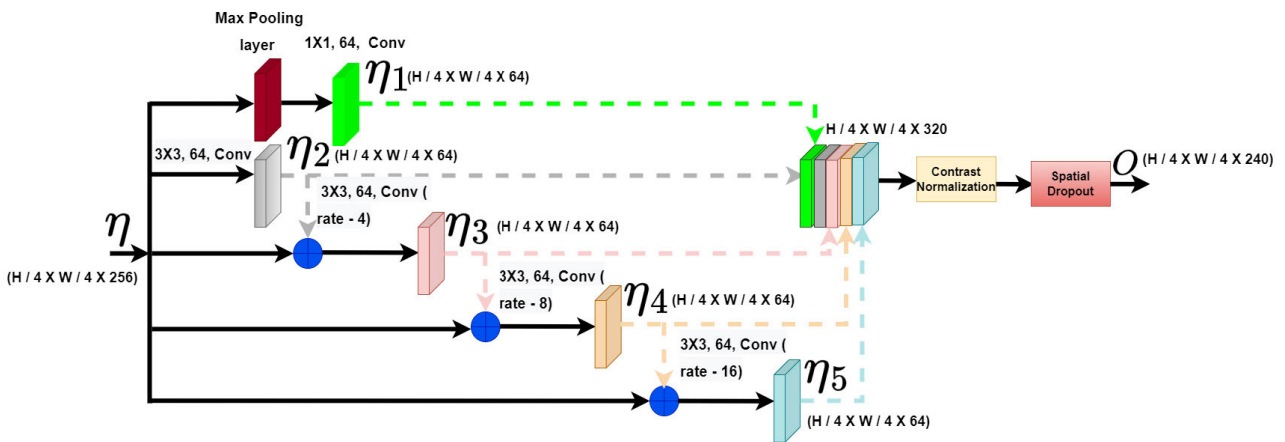 Max Pooling
layer
1X1, 64, Conv
η1 (H / 4 X W / 4 X 64)
H / 4 X W / 4 X 320
3X3, 64, Conv
η2 (H / 4 X W / 4 X 64)
Contrast
Normalization
Spatial
Dropout
O (H / 4 X W / 4 X 240)
3X3, 64, Conv (
rate - 4)
η
(H / 4 X W / 4 X 256)
η3 (H / 4 X W / 4 X 64)
3X3, 64, Conv (
rate - 8)
η4 (H / 4 X W / 4 X 64)
3X3, 64, Conv (
rate - 16)
η5
(H / 4 X W / 4 X 64)